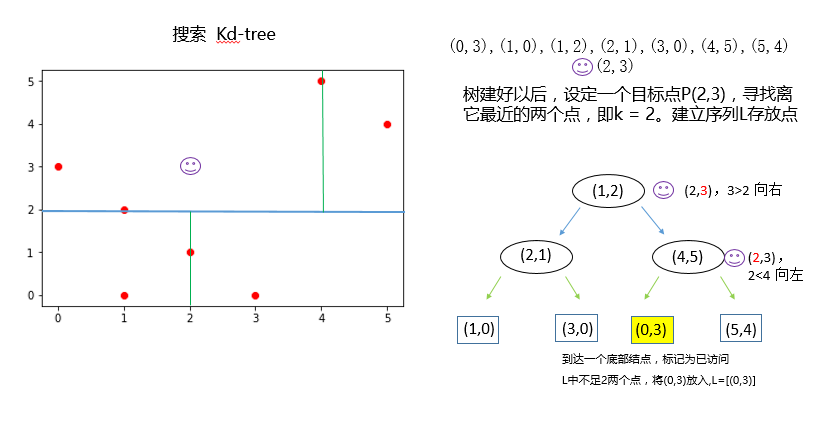 搜索 Kd-tree
(0,3),(1,0),(1,2),(2,1),(3,0),(4,5),(5,4)
(2,3)
树建好以后，设定一个目标点P(2,3)，寻找离
它最近的两个点，即k = 2。建立序列L存放点
5
4
3
2
1
0
0 1 2 3 4 5
(1,2) (2,3)，3>2 向右
(2,1) (4,5) (2,3)，
2<4 向左
(1,0) (3,0) (0,3) (5,4)
到达一个底部结点，标记为已访问
L中不足2两个点，将(0,3)放入,L=[(0,3)]